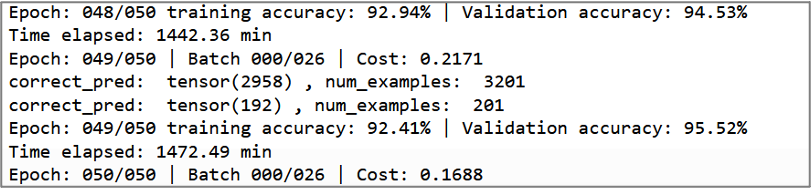 Epoch: 048/050 training accuracy: 92.94% | Validation accuracy: 94.53%
Time elapsed: 1442.36 min
Epoch: 049/050 | Batch 000/026 | Cost: 0.2171
correct_pred:  tensor(2958) , num_examples:  3201
correct_pred:  tensor(192) , num_examples:  201
Epoch: 049/050 training accuracy: 92.41% | Validation accuracy: 95.52%
Time elapsed: 1472.49 min
Epoch: 050/050 | Batch 000/026 | Cost: 0.1688